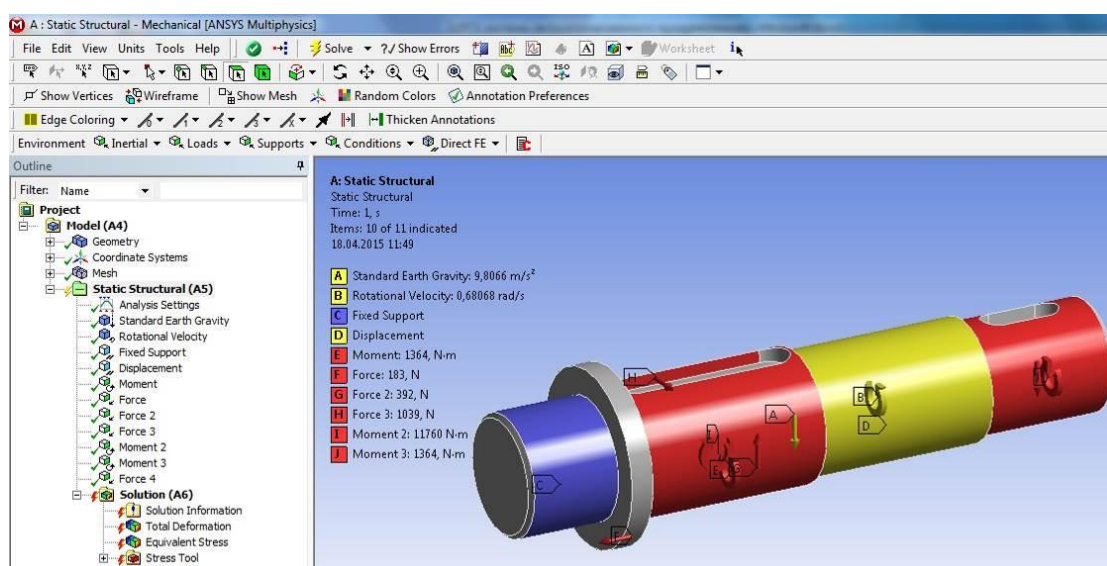 A : Static Structural - Mechanical [ANSYS Multiphysics]
File Edit View Units Tools Help Solve ?/ Show Errors Worksheet
Show Vertices Wireframe Show Mesh Random Colors Annotation Preferences
Edge Coloring Thicken Annotations
Environment Inertial Loads Supports Conditions Direct FE
Outline
Filter: Name
Project
Model (A4)
Geometry
Coordinate Systems
Mesh
Static Structural (A5)
Analysis Settings
Standard Earth Gravity
Rotational Velocity
Fixed Support
Displacement
Moment
Force
Force 2
Force 3
Moment 2
Moment 3
Force 4
Solution (A6)
Solution Information
Total Deformation
Equivalent Stress
Stress Tool
A: Static Structural
Static Structural
Time: 1, s
Items: 10 of 11 indicated
18.04.2015 11:49
A Standard Earth Gravity: 9,8066 m/s²
B Rotational Velocity: 0,68068 rad/s
C Fixed Support
D Displacement
E Moment: 1364, N·m
F Force: 183, N
G Force 2: 392, N
H Force 3: 1039, N
I Moment 2: 11760 N·m
J Moment 3: 1364, N·m
H
B
A
D
I
E
G
C
F